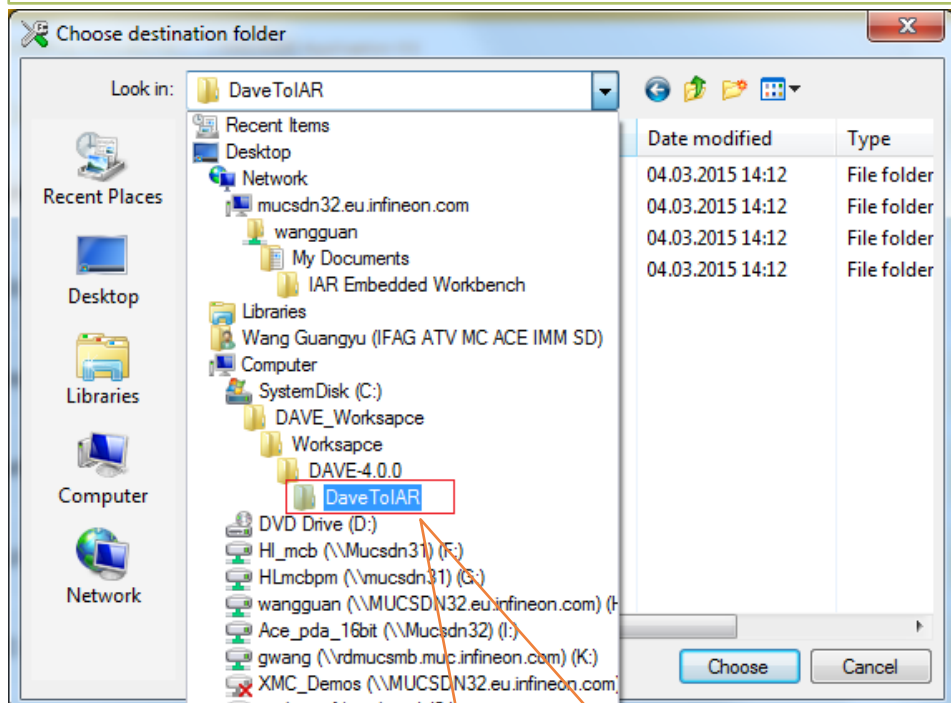 Choose destination folder
Look in:
DaveToIAR
Recent Items
Desktop
Network
mucsdn32.eu.infineon.com
wangguan
My Documents
IAR Embedded Workbench
Libraries
Wang Guangyu (IFAG ATV MC ACE IMM SD)
Computer
SystemDisk (C:)
DAVE_Worksapce
Worksapce
DAVE-4.0.0
DaveToIAR
DVD Drive (D:)
HI_mcb (\\Mucsdn31) (F:)
HLmcbpm (\\mucsdn31) (G:)
wangguan (\\MUCSDN32.eu.infineon.com) (H
Ace_pda_16bit (\\Mucsdn32) (I:)
gwang (\\rdmucsmb.muc.infineon.com) (K:)
XMC_Demos (\\MUCSDN32.eu.infineon.com
Recent Places
Desktop
Libraries
Computer
Network
Date modified Type
04.03.2015 14:12 File folder
04.03.2015 14:12 File folder
04.03.2015 14:12 File folder
04.03.2015 14:12 File folder
Choose Cancel